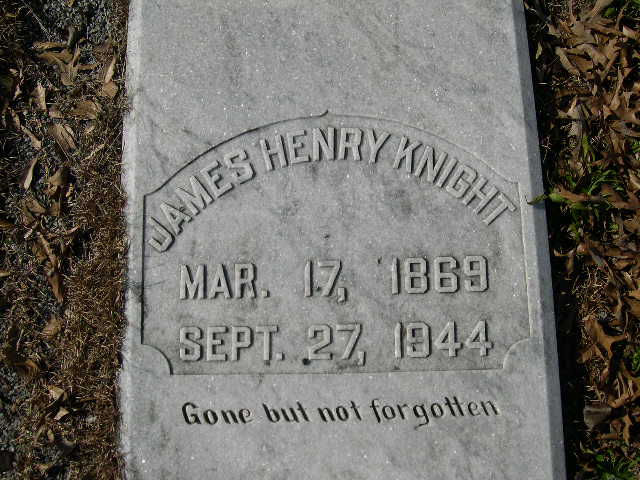 JAMES HENRY KNIGHT
MAR. 17, 1869
SEPT. 27, 1944
Gone but not forgotten